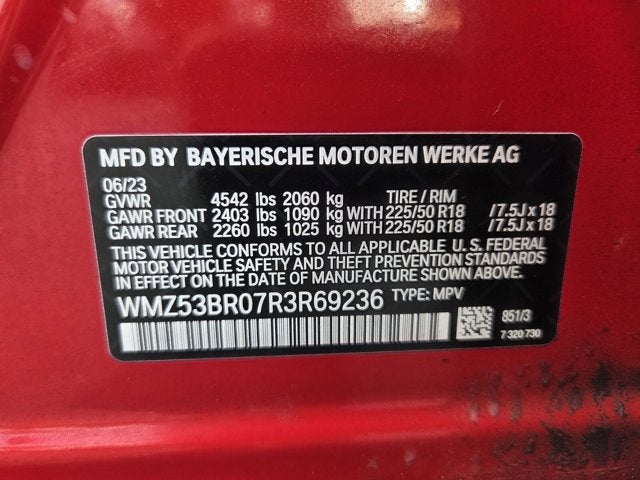 MFD BY BAYERISCHE MOTOREN WERKE AG
06/23
GVWR 4542 lbs 2060 kg TIRE / RIM
GAWR FRONT 2403 lbs 1090 kg WITH 225/50 R18 /7.5J x 18
GAWR REAR 2260 lbs 1025 kg WITH 225/50 R18 /7.5J x 18
THIS VEHICLE CONFORMS TO ALL APPLICABLE U.S. FEDERAL
MOTOR VEHICLE SAFETY AND THEFT PREVENTION STANDARDS
IN EFFECT ON THE DATE OF MANUFACTURE SHOWN ABOVE.
WMZ53BR07R3R69236 TYPE: MPV
851/3
7 320 730